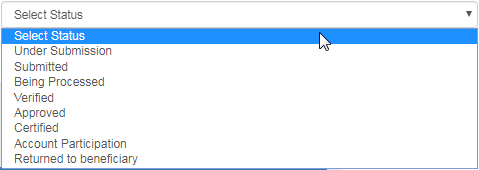 Select Status
Select Status
Under Submission
Submitted
Being Processed
Verified
Approved
Certified
Account Participation
Returned to beneficiary